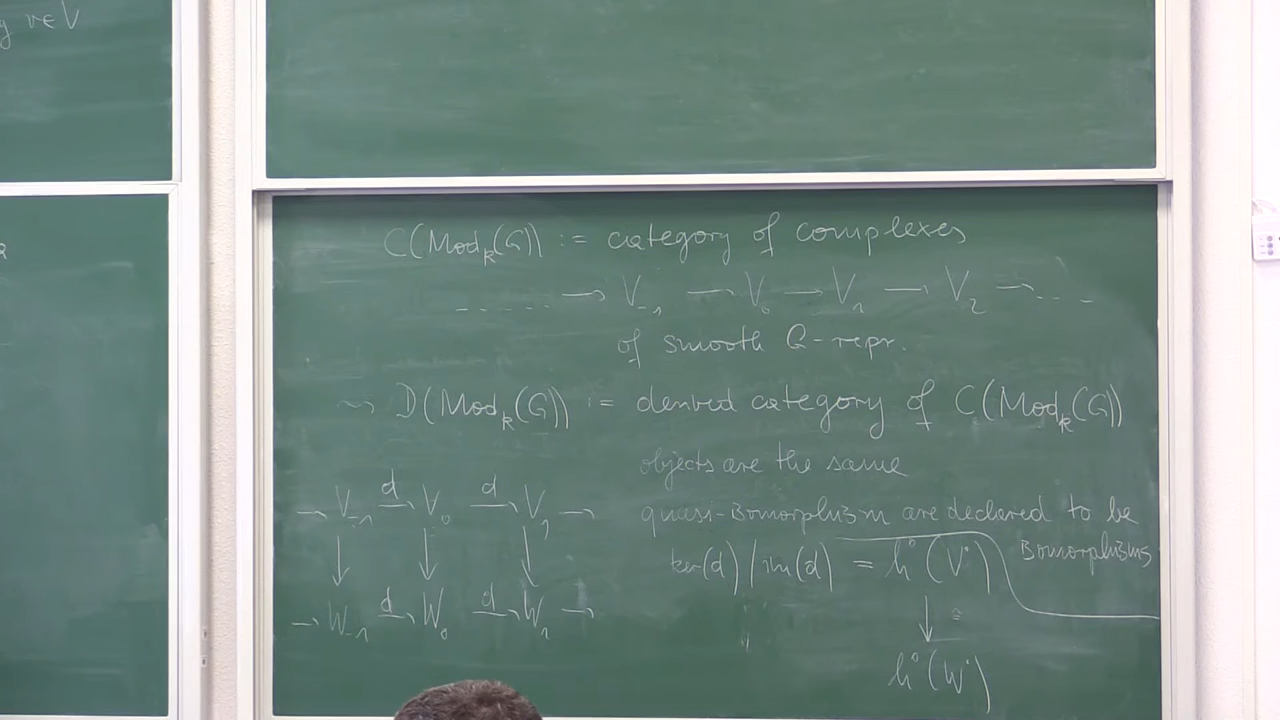 g v∈V
C(Mod_k(G)) := category of complexes
...... → V_{-1} → V_0 → V_1 → V_2 → ....
of smooth G-repr.
⤳ D(Mod_k(G)) := derived category of C(Mod_k(G))
objects are the same
quasi-isomorphism are declared to be
isomorphisms
→ V_{-1} –d→ V_0 –d→ V_1 →
↓ ↓ ↓
→ W_{-1} –d→ W_0 –d→ W_1 →
ker(d) / im(d) = h°(V˙)
↓ ≅
h°(W˙)